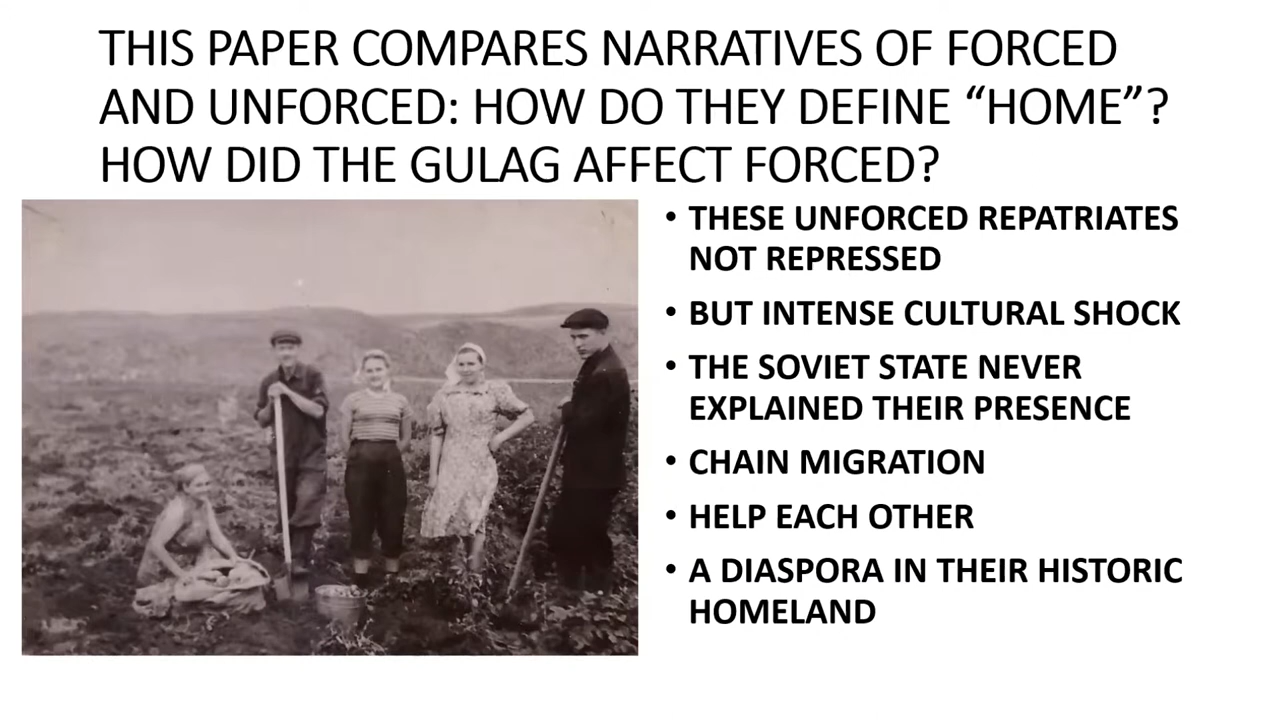 THIS PAPER COMPARES NARRATIVES OF FORCED
AND UNFORCED: HOW DO THEY DEFINE “HOME”?
HOW DID THE GULAG AFFECT FORCED?
• THESE UNFORCED REPATRIATES
NOT REPRESSED
• BUT INTENSE CULTURAL SHOCK
• THE SOVIET STATE NEVER
EXPLAINED THEIR PRESENCE
• CHAIN MIGRATION
• HELP EACH OTHER
• A DIASPORA IN THEIR HISTORIC
HOMELAND